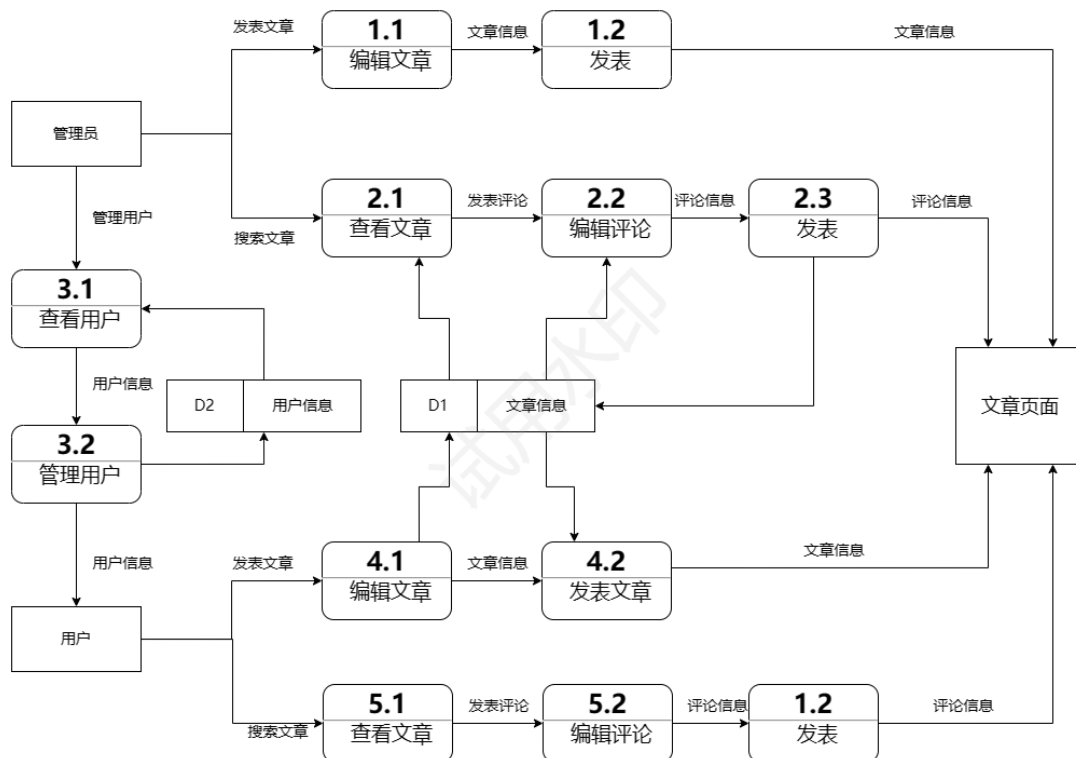 发表文章
1.1
编辑文章
文章信息
1.2
发表
文章信息
管理员
管理用户
搜索文章
2.1
查看文章
发表评论
2.2
编辑评论
评论信息
2.3
发表
评论信息
3.1
查看用户
用户信息
D2
用户信息
D1
文章信息
文章页面
3.2
管理用户
用户信息
发表文章
4.1
编辑文章
文章信息
4.2
发表文章
文章信息
用户
搜索文章
5.1
查看文章
发表评论
5.2
编辑评论
评论信息
1.2
发表
评论信息
试用水印